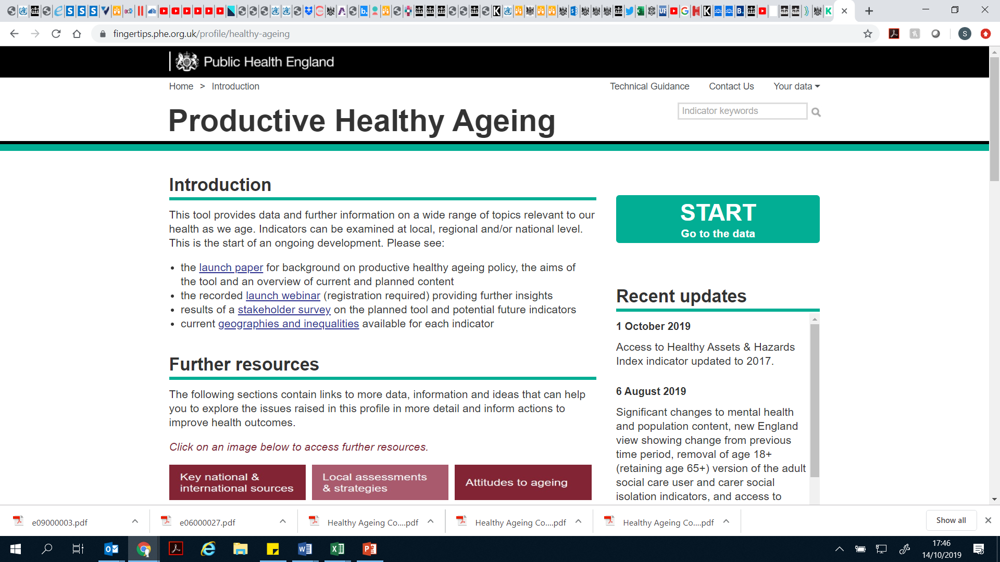 fingertips.phe.org.uk/profile/healthy-ageing
S
Public Health England
Home > Introduction
Technical Guidance
Contact Us
Your data
Productive Healthy Ageing
Indicator keywords
Introduction
This tool provides data and further information on a wide range of topics relevant to our
health as we age. Indicators can be examined at local, regional and/or national level.
This is the start of an ongoing development. Please see:
• the launch paper for background on productive healthy ageing policy, the aims of
the tool and an overview of current and planned content
• the recorded launch webinar (registration required) providing further insights
• results of a stakeholder survey on the planned tool and potential future indicators
• current geographies and inequalities available for each indicator
Further resources
The following sections contain links to more data, information and ideas that can help
you to explore the issues raised in this profile in more detail and inform actions to
improve health outcomes.
Click on an image below to access further resources.
Key national &
international sources
Local assessments
& strategies
Attitudes to ageing
START
Go to the data
Recent updates
1 October 2019
Access to Healthy Assets & Hazards
Index indicator updated to 2017.
6 August 2019
Significant changes to mental health
and population content, new England
view showing change from previous
time period, removal of age 18+
(retaining age 65+) version of the adult
social care user and carer social
isolation indicators, and access to
e09000003.pdf
e06000027.pdf
Healthy Ageing Co....pdf
Healthy Ageing Co....pdf
Healthy Ageing Co....pdf
Show all
17:46
14/10/2019